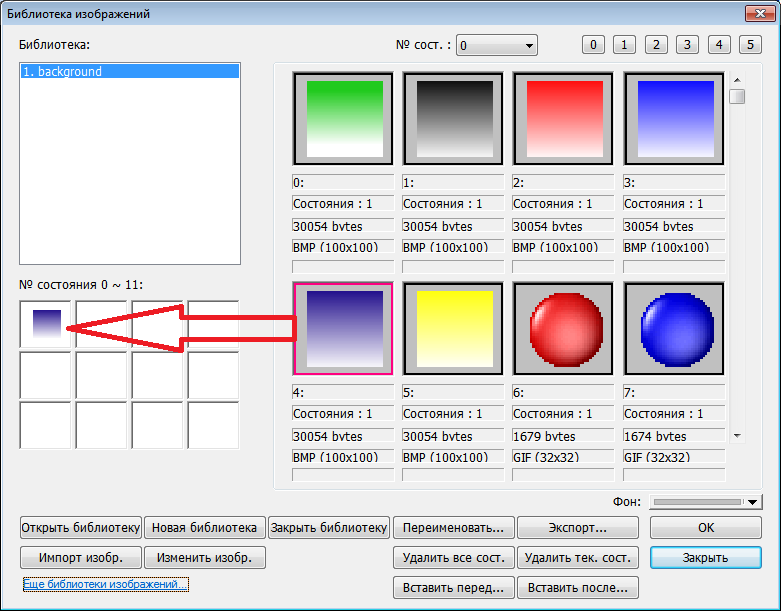 Библиотека изображений
Библиотека:
№ сост. : 0 0 1 2 3 4 5
1. background
0: 1: 2: 3:
Состояния : 1 Состояния : 1 Состояния : 1 Состояния : 1
30054 bytes 30054 bytes 30054 bytes 30054 bytes
BMP (100x100) BMP (100x100) BMP (100x100) BMP (100x100)
№ состояния 0 ~ 11:
4: 5: 6: 7:
Состояния : 1 Состояния : 1 Состояния : 1 Состояния : 1
30054 bytes 30054 bytes 1679 bytes 1674 bytes
BMP (100x100) BMP (100x100) GIF (32x32) GIF (32x32)
Фон:
Открыть библиотеку Новая библиотека Закрыть библиотеку Переименовать... Экспорт... OK
Импорт изобр. Изменить изобр. Удалить все сост. Удалить тек. сост. Закрыть
Еще библиотеки изображений... Вставить перед... Вставить после...